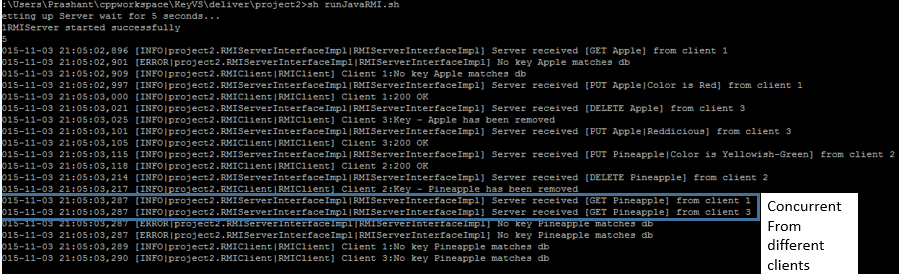 :\Users\Prashant\cppworkspace\KeyVS\deliver\project2>sh runJavaRMI.sh
etting up Server wait for 5 seconds...
1RMIServer started successfully
5
015-11-03 21:05:02,896 [INFO|project2.RMIServerInterfaceImpl|RMIServerInterfaceImpl] Server received [GET Apple] from client 1
015-11-03 21:05:02,901 [ERROR|project2.RMIServerInterfaceImpl|RMIServerInterfaceImpl] No key Apple matches db
015-11-03 21:05:02,909 [INFO|project2.RMIClient|RMIClient] Client 1:No key Apple matches db
015-11-03 21:05:02,997 [INFO|project2.RMIServerInterfaceImpl|RMIServerInterfaceImpl] Server received [PUT Apple|Color is Red] from client 1
015-11-03 21:05:03,000 [INFO|project2.RMIClient|RMIClient] Client 1:200 OK
015-11-03 21:05:03,021 [INFO|project2.RMIServerInterfaceImpl|RMIServerInterfaceImpl] Server received [DELETE Apple] from client 3
015-11-03 21:05:03,025 [INFO|project2.RMIClient|RMIClient] Client 3:Key - Apple has been removed
015-11-03 21:05:03,101 [INFO|project2.RMIServerInterfaceImpl|RMIServerInterfaceImpl] Server received [PUT Apple|Reddicious] from client 3
015-11-03 21:05:03,105 [INFO|project2.RMIClient|RMIClient] Client 3:200 OK
015-11-03 21:05:03,115 [INFO|project2.RMIServerInterfaceImpl|RMIServerInterfaceImpl] Server received [PUT Pineapple|Color is Yellowish-Green] from client 2
015-11-03 21:05:03,118 [INFO|project2.RMIClient|RMIClient] Client 2:200 OK
015-11-03 21:05:03,214 [INFO|project2.RMIServerInterfaceImpl|RMIServerInterfaceImpl] Server received [DELETE Pineapple] from client 2
015-11-03 21:05:03,217 [INFO|project2.RMIClient|RMIClient] Client 2:Key - Pineapple has been removed
015-11-03 21:05:03,287 [INFO|project2.RMIServerInterfaceImpl|RMIServerInterfaceImpl] Server received [GET Pineapple] from client 1
015-11-03 21:05:03,287 [INFO|project2.RMIServerInterfaceImpl|RMIServerInterfaceImpl] Server received [GET Pineapple] from client 3
015-11-03 21:05:03,287 [ERROR|project2.RMIServerInterfaceImpl|RMIServerInterfaceImpl] No key Pineapple matches db
015-11-03 21:05:03,287 [ERROR|project2.RMIServerInterfaceImpl|RMIServerInterfaceImpl] No key Pineapple matches db
015-11-03 21:05:03,289 [INFO|project2.RMIClient|RMIClient] Client 1:No key Pineapple matches db
015-11-03 21:05:03,290 [INFO|project2.RMIClient|RMIClient] Client 3:No key Pineapple matches db
Concurrent
From
different
clients